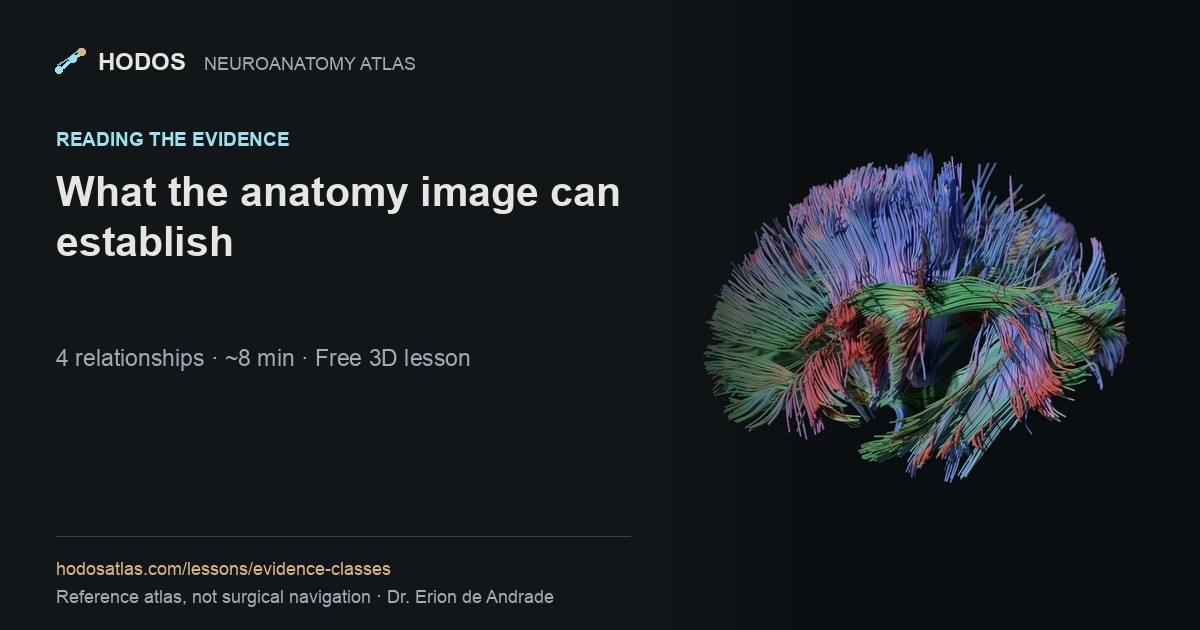 HODOS NEUROANATOMY ATLAS
READING THE EVIDENCE
What the anatomy image can
establish
4 relationships · ~8 min · Free 3D lesson
hodosatlas.com/lessons/evidence-classes
Reference atlas, not surgical navigation · Dr. Erion de Andrade